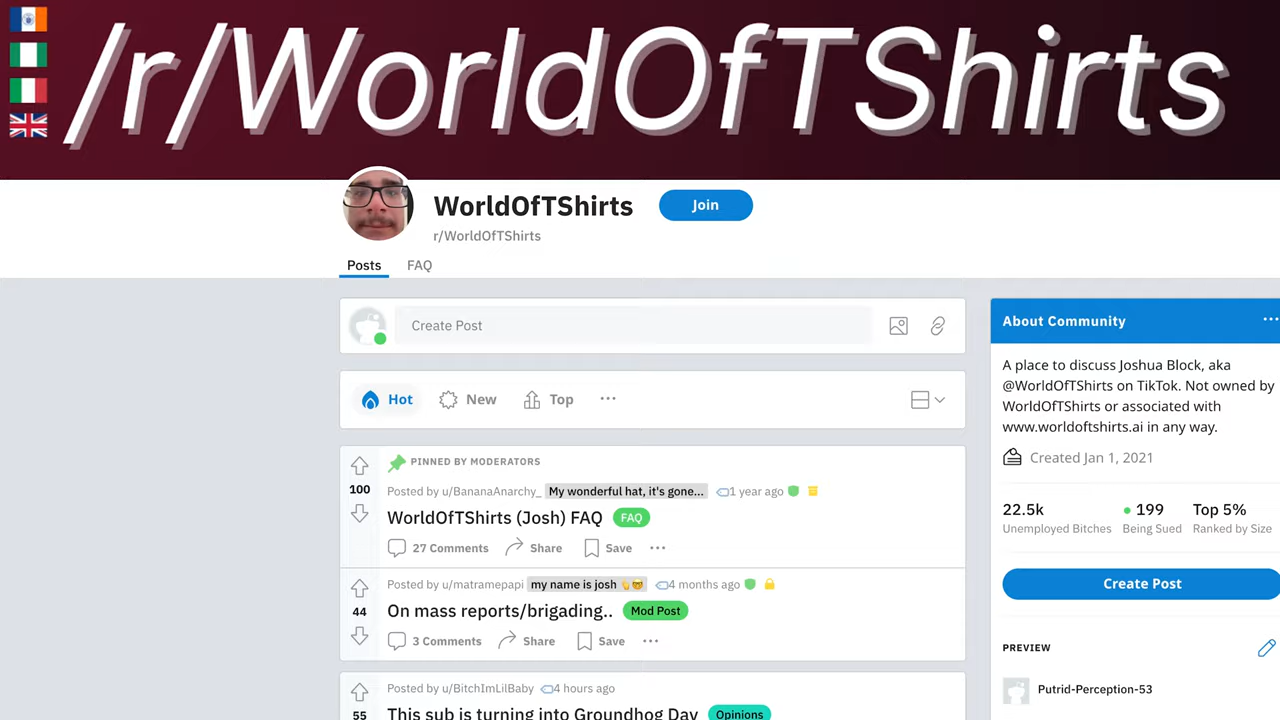 /r/WorldOfTShirts
WorldOfTShirts
Join
r/WorldOfTShirts
Posts
FAQ
Create Post
Hot
New
Top
PINNED BY MODERATORS
100
Posted by u/BananaAnarchy_ My wonderful hat, it's gone... 1 year ago
WorldOfTShirts (Josh) FAQ FAQ
27 Comments Share Save
Posted by u/matramepapi my name is josh 4 months ago
44
On mass reports/brigading.. Mod Post
3 Comments Share Save
Posted by u/BitchImLilBaby 4 hours ago
55
This sub is turning into Groundhog Day Opinions
About Community
A place to discuss Joshua Block, aka
@WorldOfTShirts on TikTok. Not owned by
WorldOfTShirts or associated with
www.worldoftshirts.ai in any way.
Created Jan 1, 2021
22.5k 199 Top 5%
Unemployed Bitches Being Sued Ranked by Size
Create Post
PREVIEW
Putrid-Perception-53